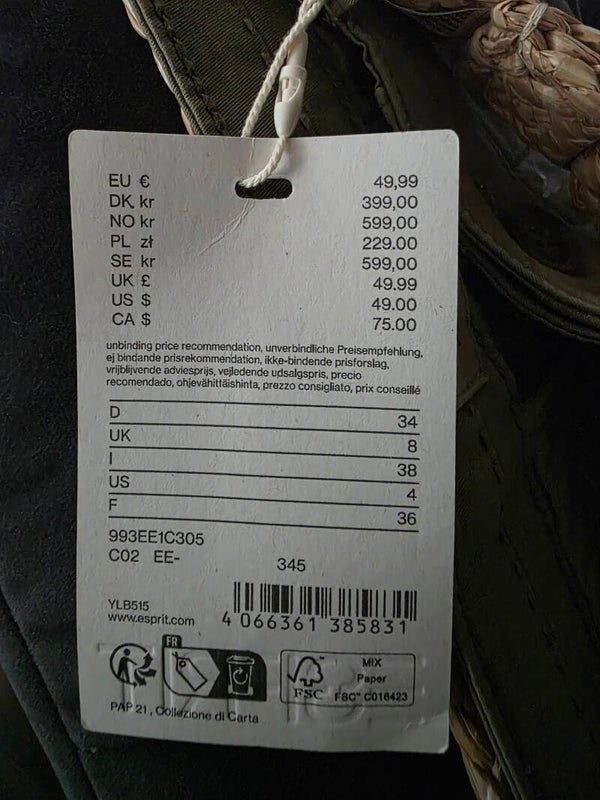 EU € 49,99
DK kr 399,00
NO kr 599,00
PL zł 229.00
SE kr 599,00
UK £ 49.99
US $ 49.00
CA $ 75.00
unbinding price recommendation, unverbindliche Preisempfehlung,
ej bindande prisrekommendation, ikke-bindende prisforslag,
vrijblijvende adviesprijs, vejledende udsalgspris, precio
recomendado, ohjevähittäishinta, prezzo consigliato, prix conseillé
D 34
UK 8
I 38
US 4
F 36
993EE1C305
C02 EE- 345
YLB515
www.esprit.com
4 066361 385831
FR
FSC
MIX
Paper
FSC™ C016423
PAP 21, Collezione di Carta